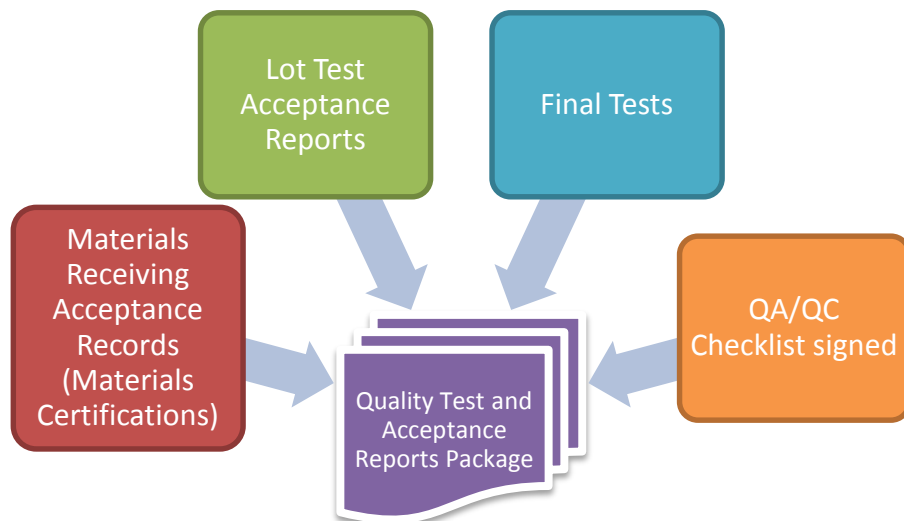 Lot Test
Acceptance
Reports
Final Tests
Materials
Receiving
Acceptance
Records
(Materials
Certifications)
QA/QC
Checklist signed
Quality Test and
Acceptance
Reports Package